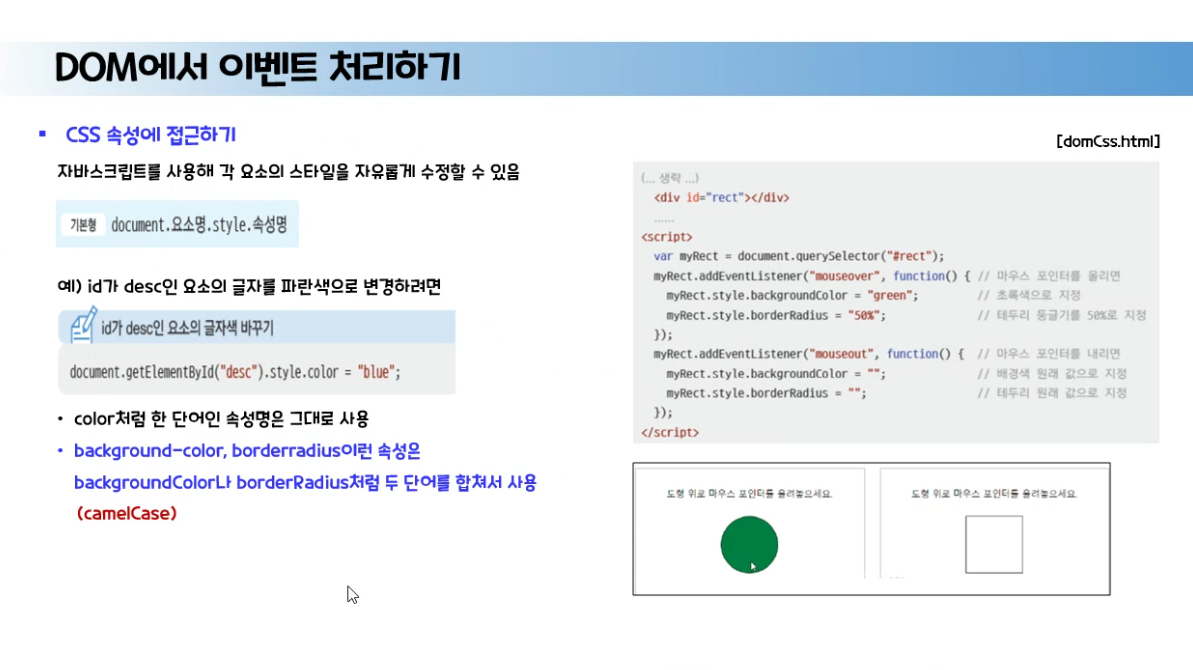 DOM에서 이벤트 처리하기
▪ CSS 속성에 접근하기
자바스크립트를 사용해 각 요소의 스타일을 자유롭게 수정할 수 있음
기본형 document.요소명.style.속성명
예) id가 desc인 요소의 글자를 파란색으로 변경하려면
id가 desc인 요소의 글자색 바꾸기
document.getElementById("desc").style.color = "blue";
• color처럼 한 단어인 속성명은 그대로 사용
• background-color, borderradius이런 속성은
backgroundColor나 borderRadius처럼 두 단어를 합쳐서 사용
(camelCase)
[domCss.html]
(... 생략 ...)
<div id="rect"></div>
......
<script>
var myRect = document.querySelector("#rect");
myRect.addEventListener("mouseover", function() { // 마우스 포인터를 올리면
myRect.style.backgroundColor = "green"; // 초록색으로 지정
myRect.style.borderRadius = "50%"; // 테두리 둥글기를 50%로 지정
});
myRect.addEventListener("mouseout", function() { // 마우스 포인터를 내리면
myRect.style.backgroundColor = ""; // 배경색 원래 값으로 지정
myRect.style.borderRadius = ""; // 테두리 원래 값으로 지정
});
</script>
도형 위로 마우스 포인터를 올려놓으세요.
도형 위로 마우스 포인터를 올려놓으세요.